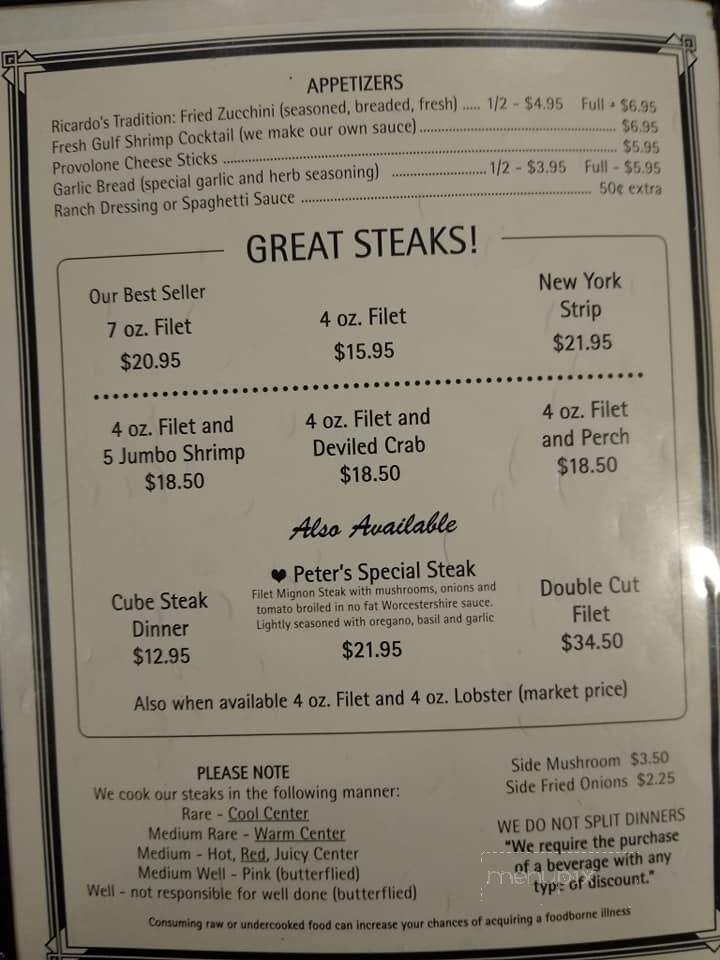 APPETIZERS
Ricardo's Tradition: Fried Zucchini (seasoned, breaded, fresh) ..... 1/2 - $4.95 Full - $6.95
Fresh Gulf Shrimp Cocktail (we make our own sauce) ..... $6.95
Provolone Cheese Sticks ..... $5.95
Garlic Bread (special garlic and herb seasoning) ..... 1/2 - $3.95 Full - $5.95
Ranch Dressing or Spaghetti Sauce ..... 50¢ extra
GREAT STEAKS!
Our Best Seller
7 oz. Filet
$20.95
4 oz. Filet
$15.95
New York
Strip
$21.95
4 oz. Filet and
5 Jumbo Shrimp
$18.50
4 oz. Filet and
Deviled Crab
$18.50
4 oz. Filet
and Perch
$18.50
Also Available
Cube Steak
Dinner
$12.95
♥ Peter's Special Steak
Filet Mignon Steak with mushrooms, onions and
tomato broiled in no fat Worcestershire sauce.
Lightly seasoned with oregano, basil and garlic
$21.95
Double Cut
Filet
$34.50
Also when available 4 oz. Filet and 4 oz. Lobster (market price)
PLEASE NOTE
We cook our steaks in the following manner:
Rare - Cool Center
Medium Rare - Warm Center
Medium - Hot, Red, Juicy Center
Medium Well - Pink (butterflied)
Well - not responsible for well done (butterflied)
Side Mushroom $3.50
Side Fried Onions $2.25
WE DO NOT SPLIT DINNERS
"We require the purchase
of a beverage with any
type of discount."
menupix
Consuming raw or undercooked food can increase your chances of acquiring a foodborne illness